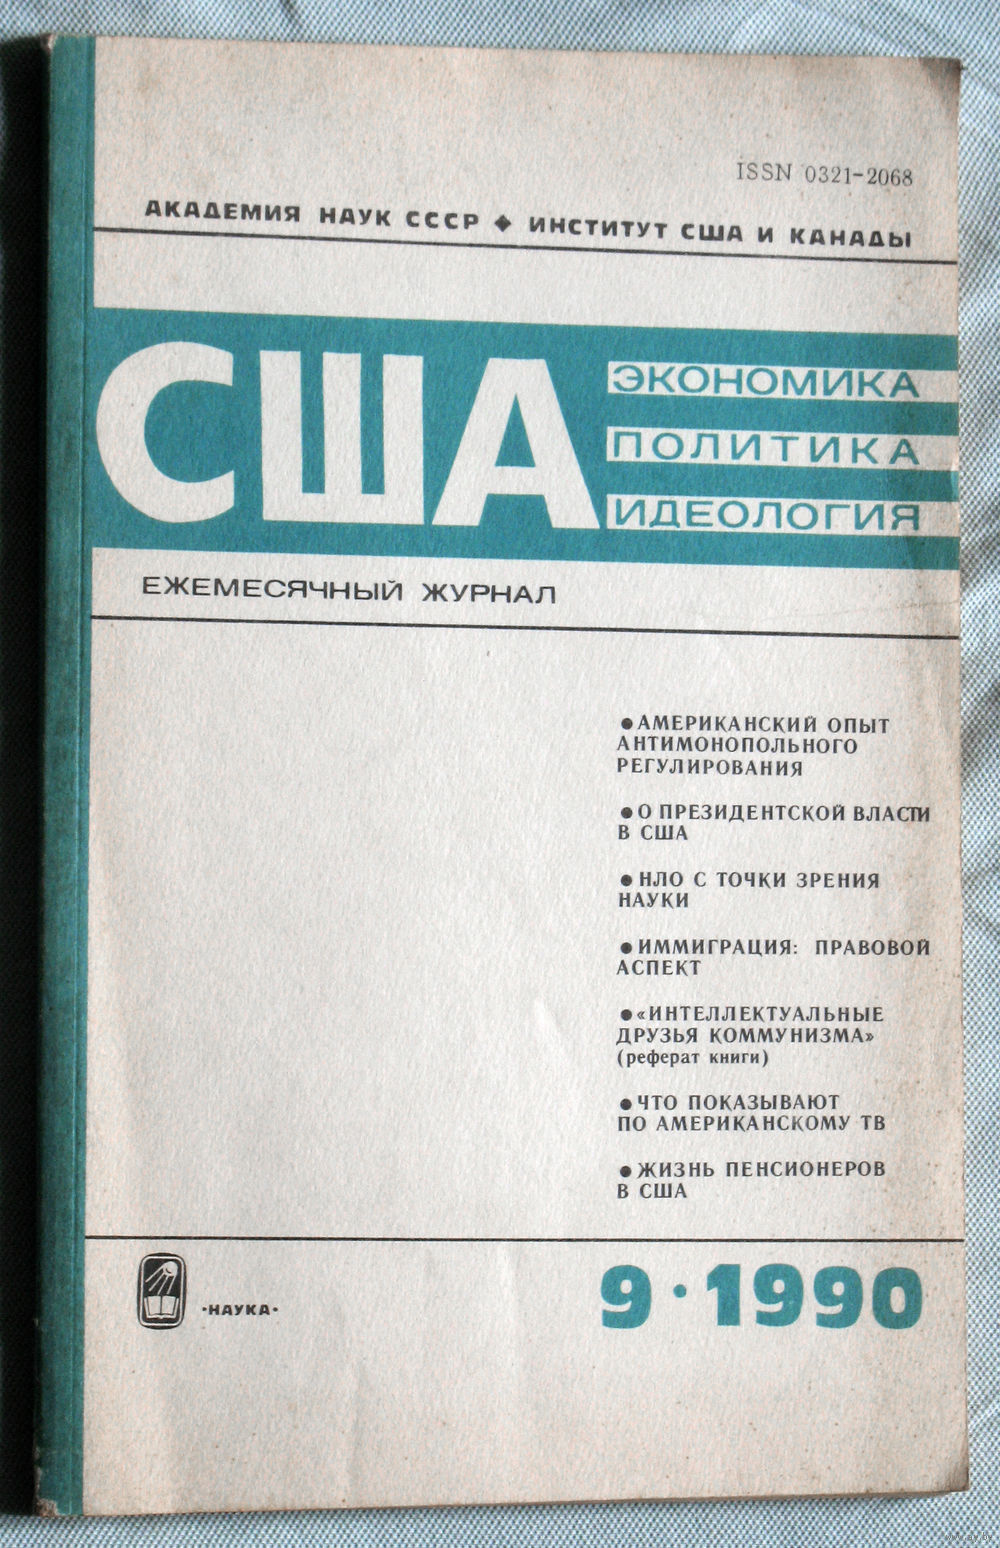 ISSN 0321-2068
АКАДЕМИЯ НАУК СССР ◆ ИНСТИТУТ США И КАНАДЫ
США
ЭКОНОМИКА
ПОЛИТИКА
ИДЕОЛОГИЯ
ЕЖЕМЕСЯЧНЫЙ ЖУРНАЛ
●АМЕРИКАНСКИЙ ОПЫТ
АНТИМОНОПОЛЬНОГО
РЕГУЛИРОВАНИЯ
●О ПРЕЗИДЕНТСКОЙ ВЛАСТИ
В США
●НЛО С ТОЧКИ ЗРЕНИЯ
НАУКИ
●ИММИГРАЦИЯ: ПРАВОВОЙ
АСПЕКТ
●«ИНТЕЛЛЕКТУАЛЬНЫЕ
ДРУЗЬЯ КОММУНИЗМА»
(реферат книги)
●ЧТО ПОКАЗЫВАЮТ
ПО АМЕРИКАНСКОМУ ТВ
●ЖИЗНЬ ПЕНСИОНЕРОВ
В США
·НАУКА·
9·1990